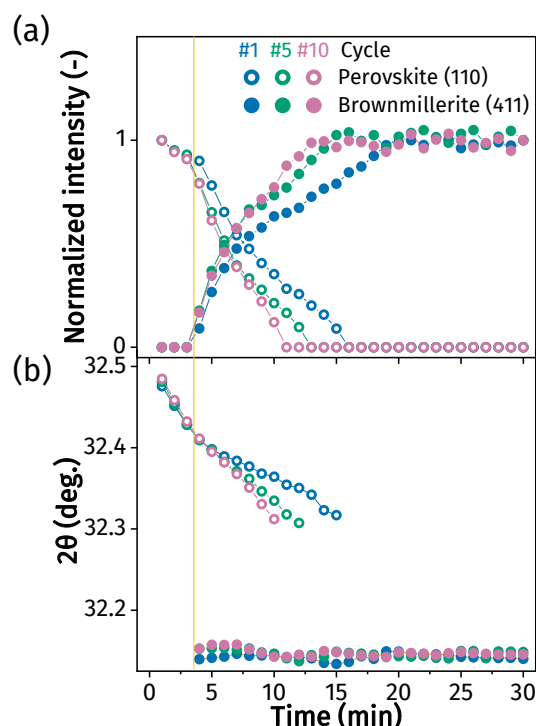 (a)
#1 #5 #10 Cycle
Perovskite (110)
Brownmillerite (411)
Normalized intensity (-)
1
0
(b)
32.5
32.4
32.3
32.2
2θ (deg.)
0 5 10 15 20 25 30
Time (min)